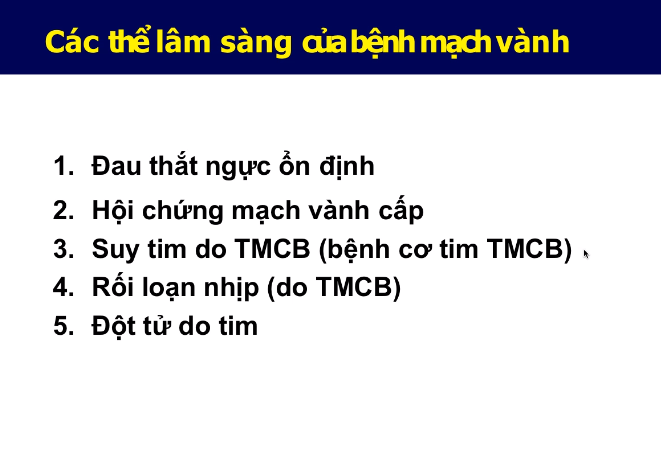 Các thể lâm sàng của bệnh mạch vành
1. Đau thắt ngực ổn định
2. Hội chứng mạch vành cấp
3. Suy tim do TMCB (bệnh cơ tim TMCB)
4. Rối loạn nhịp (do TMCB)
5. Đột tử do tim